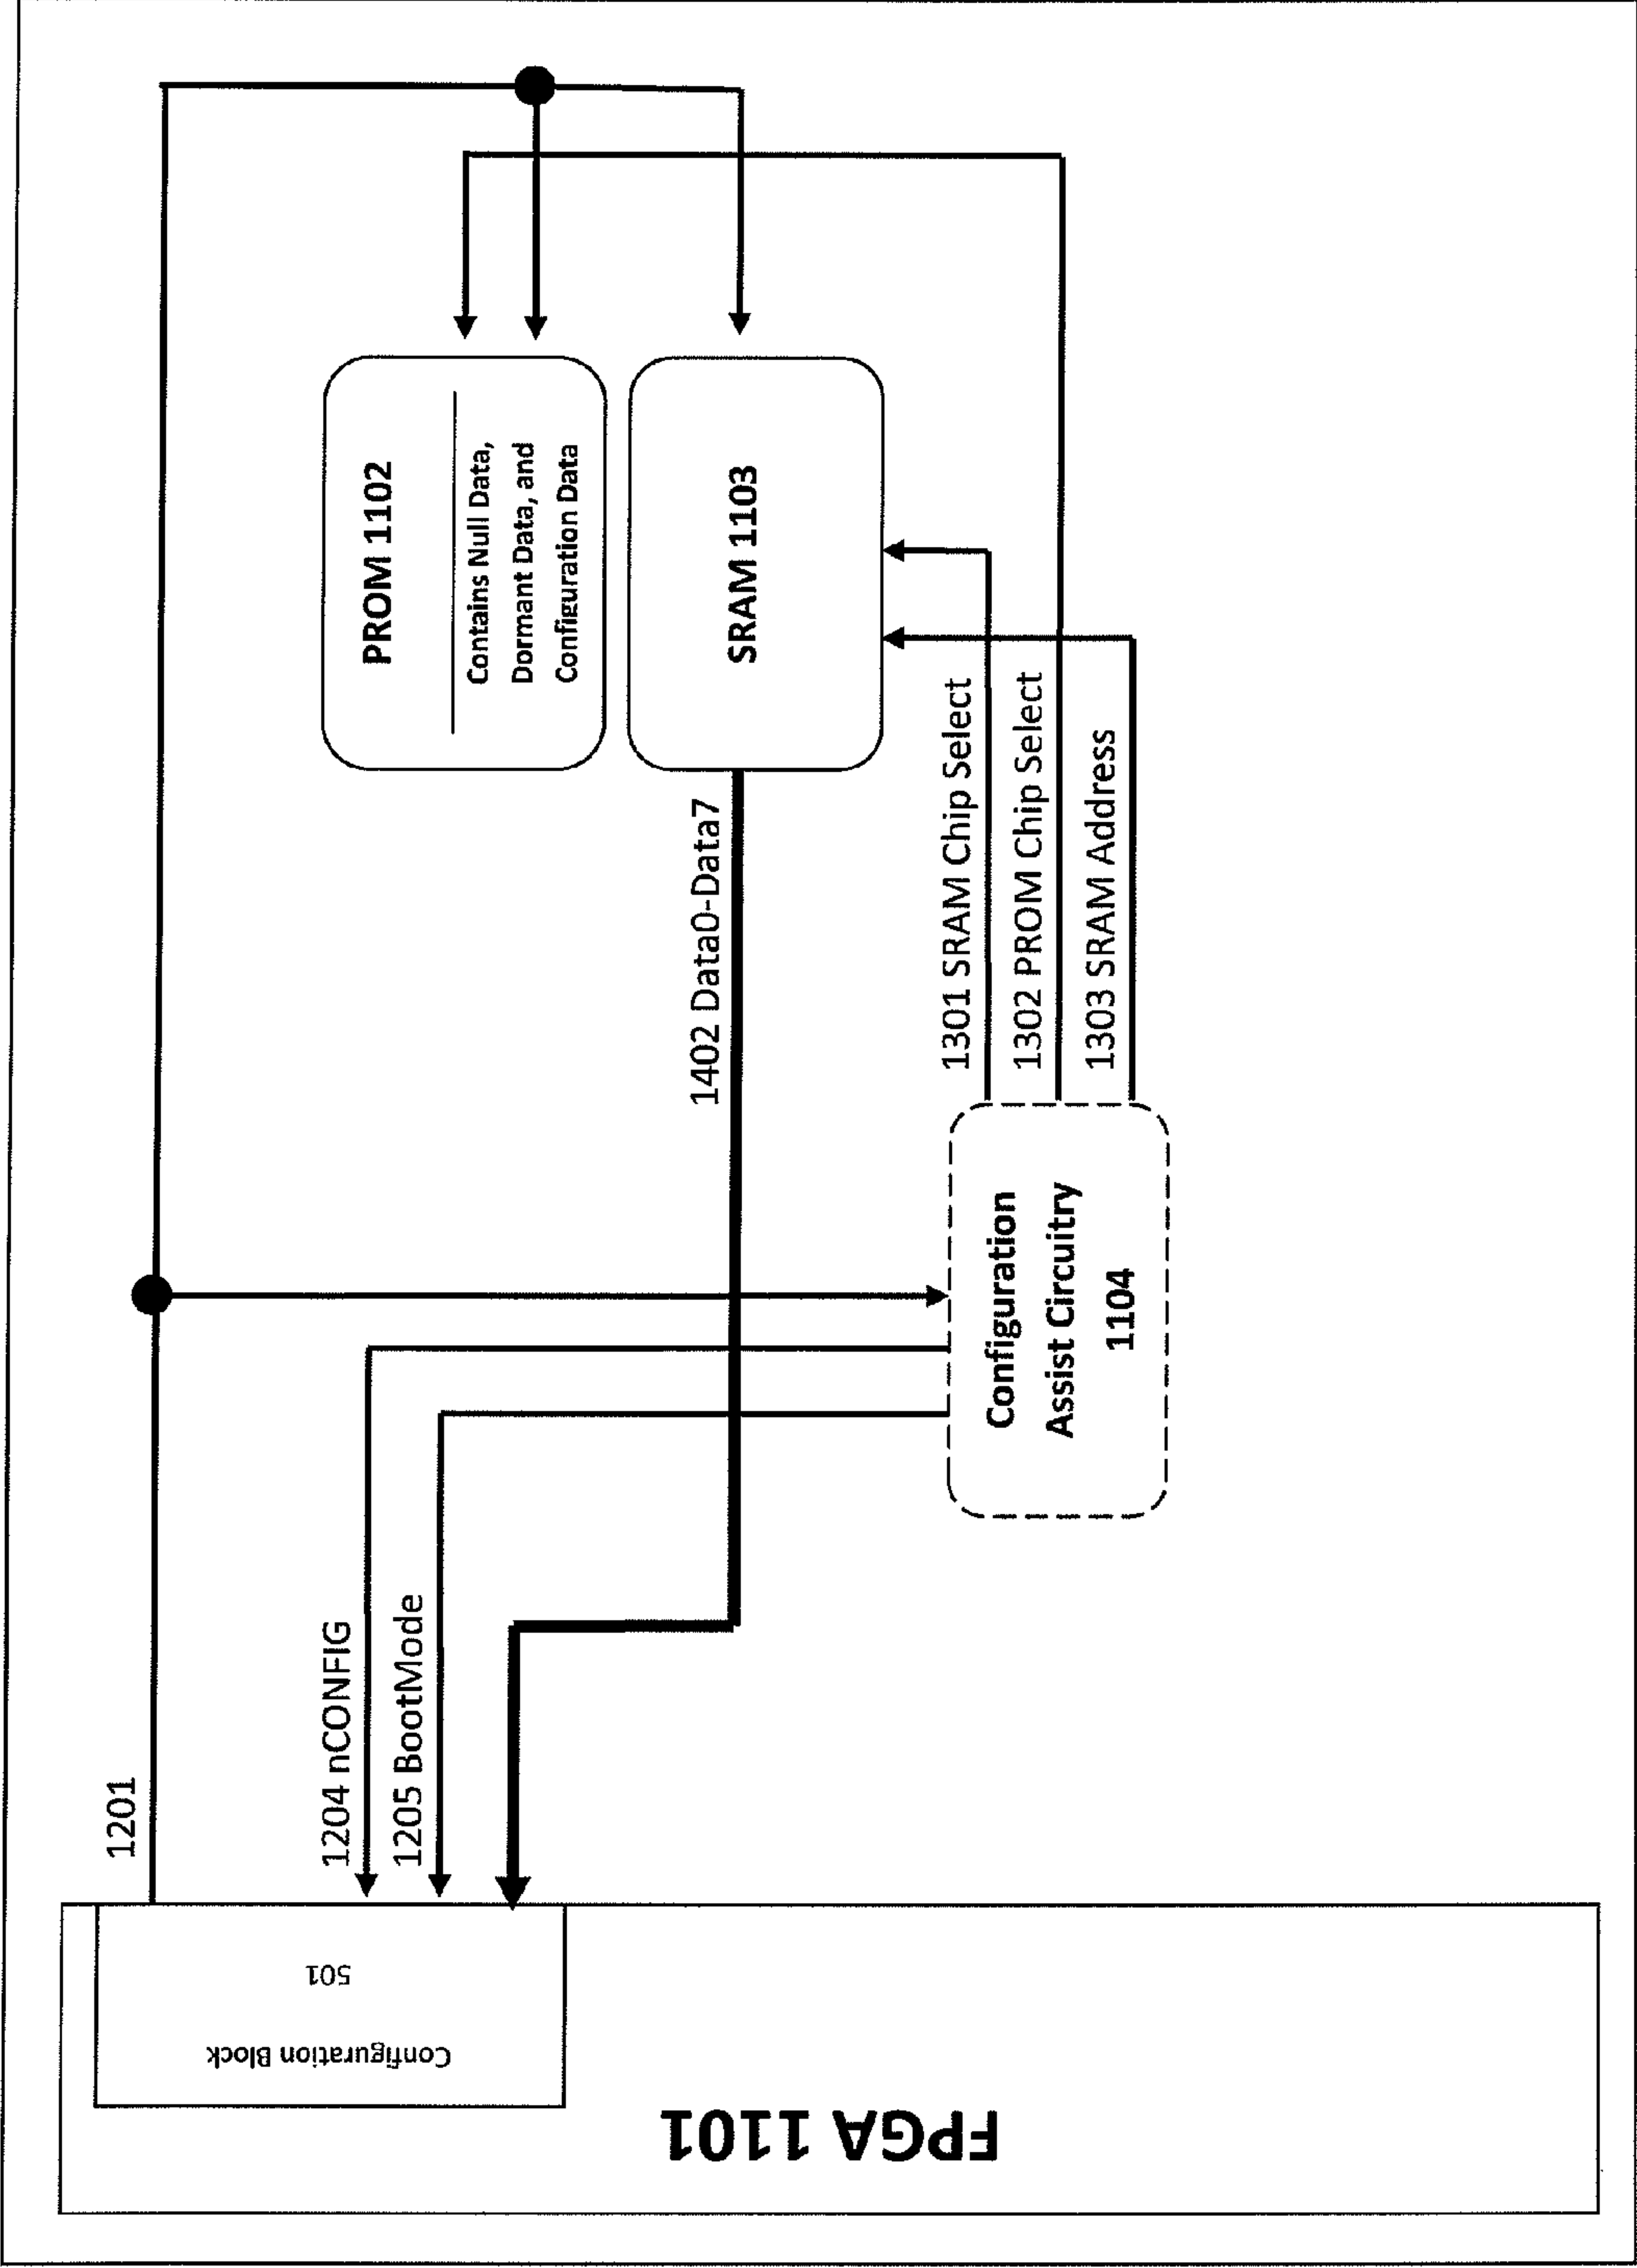 FPGA 1101
Configuration Block
501
1201
1204 nCONFIG
1205 BootMode
1402 Data0-Data7
PROM 1102
Contains Null Data,
Dormant Data, and
Configuration Data
SRAM 1103
1301 SRAM Chip Select
1302 PROM Chip Select
1303 SRAM Address
Configuration
Assist Circuitry
1104